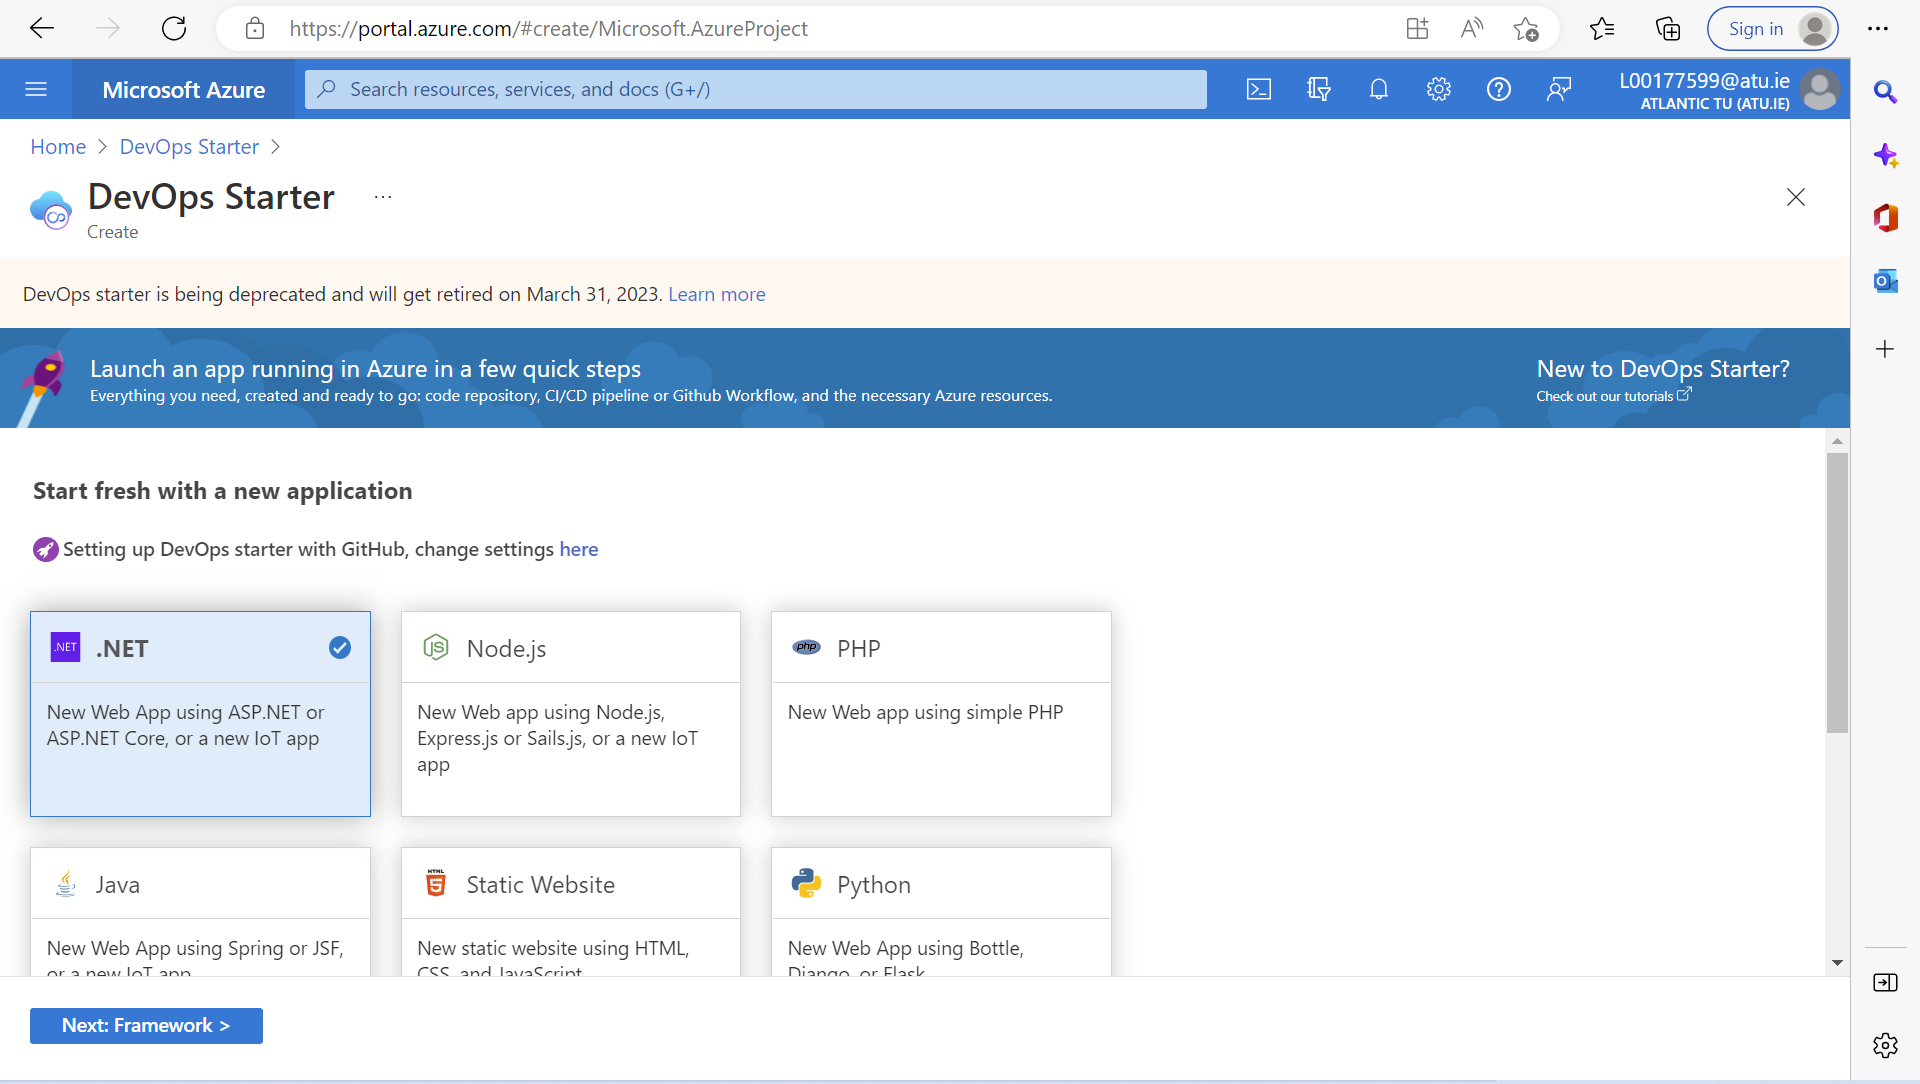 https://portal.azure.com/#create/Microsoft.AzureProject
Sign in
Microsoft Azure
Search resources, services, and docs (G+/)
L00177599@atu.ie
ATLANTIC TU (ATU.IE)
Home > DevOps Starter >
DevOps Starter ...
Create
DevOps starter is being deprecated and will get retired on March 31, 2023. Learn more
Launch an app running in Azure in a few quick steps
Everything you need, created and ready to go: code repository, CI/CD pipeline or Github Workflow, and the necessary Azure resources.
New to DevOps Starter?
Check out our tutorials
Start fresh with a new application
Setting up DevOps starter with GitHub, change settings here
.NET
.NET
New Web App using ASP.NET or
ASP.NET Core, or a new IoT app
JS
Node.js
New Web app using Node.js,
Express.js or Sails.js, or a new IoT
app
php
PHP
New Web app using simple PHP
Java
New Web App using Spring or JSF,
or a new IoT app
HTML
5
Static Website
New static website using HTML,
CSS, and JavaScript
Python
New Web App using Bottle,
Django, or Flask
Next: Framework >